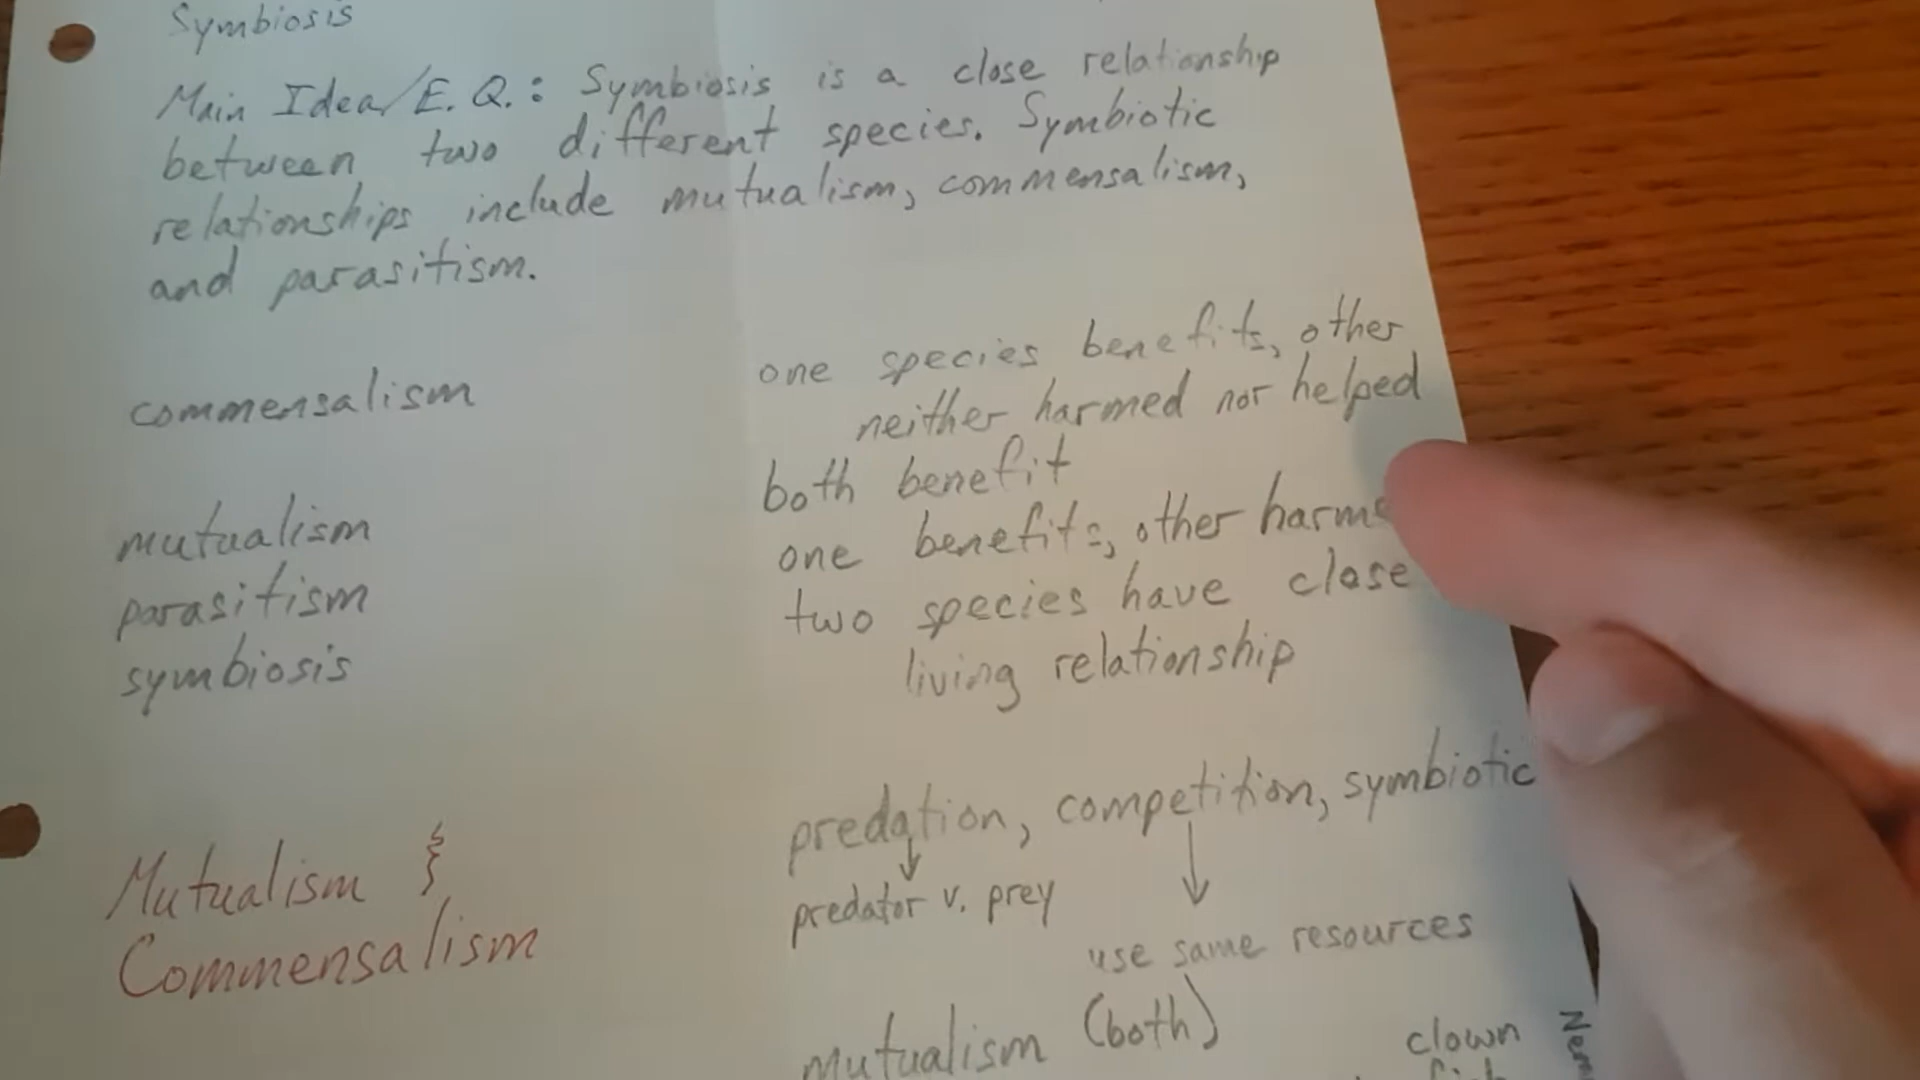 Symbiosis
Main Idea/E.Q.: Symbiosis is a close relationship
between two different species. Symbiotic
relationships include mutualism, commensalism,
and parasitism.
commensalism
one species benefits, other
neither harmed nor helped
mutualism
both benefit
parasitism
one benefits, other
symbiosis
two species have close
living relationship
Mutualism &
Commensalism
predation, competition, symbiotic
predator v. prey
use same resources
mutualism (both)
clown
fish